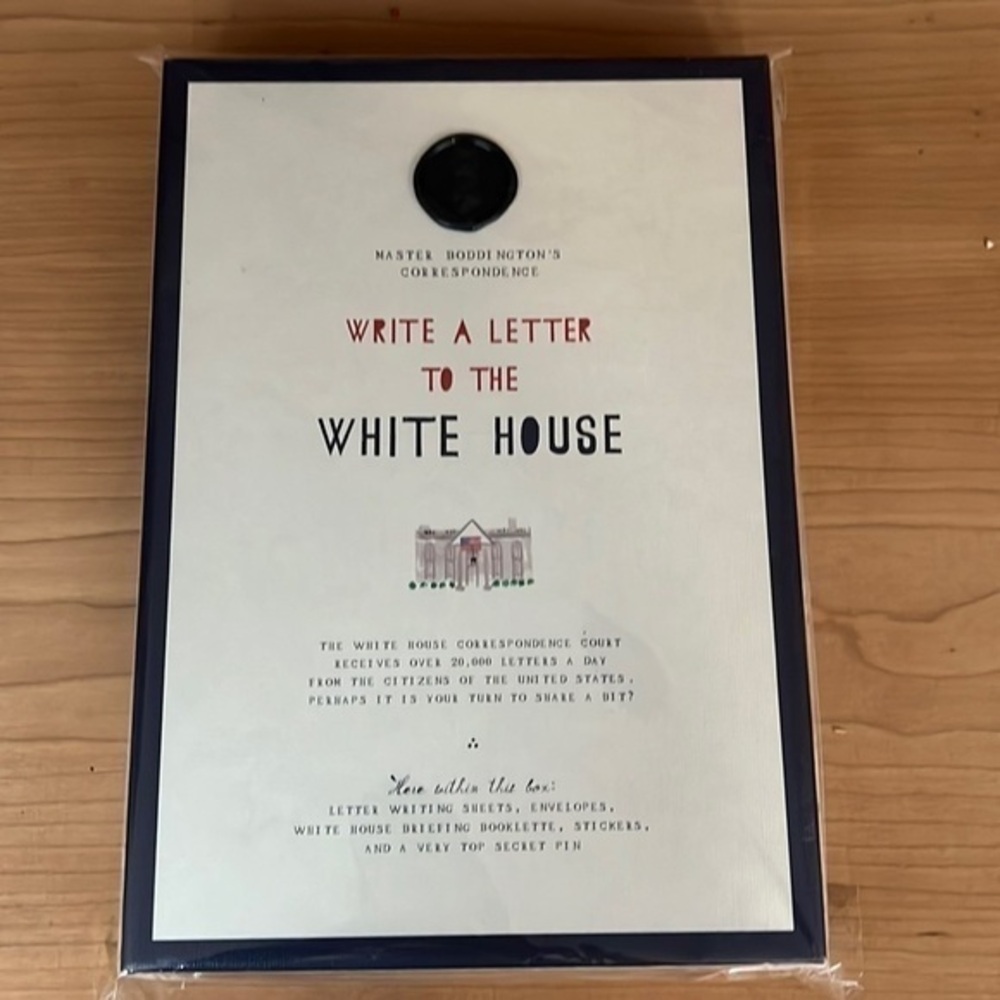 MASTER BODDINGTON'S
CORRESPONDENCE
WRITE A LETTER
TO THE
WHITE HOUSE
THE WHITE HOUSE CORRESPONDENCE COURT
RECEIVES OVER 20,000 LETTERS A DAY
FROM THE CITIZENS OF THE UNITED STATES.
PERHAPS IT IS YOUR TURN TO SHARE A BIT?
Here within this box:
LETTER WRITING SHEETS, ENVELOPES,
WHITE HOUSE BRIEFING BOOKLETTE, STICKERS,
AND A VERY TOP SECRET PIN